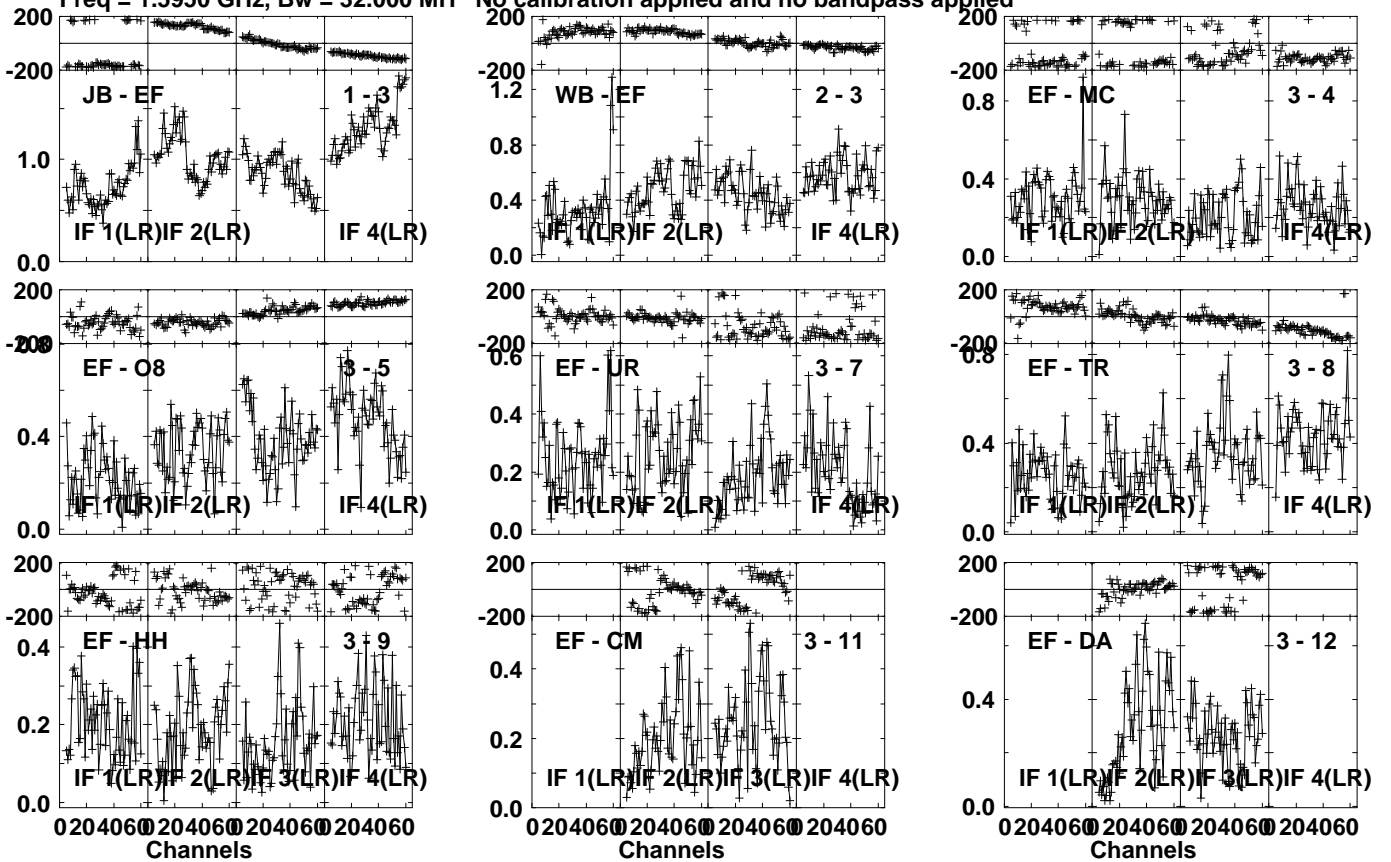 Freq = 1.5950 GHz, Bw = 32.000 MH No calibration applied and no bandpass applied
200
-200
JB - EF 1 - 3
1.0
0.0
IF 1(LR) IF 2(LR) IF 4(LR)
200
-200
WB - EF 2 - 3
1.2
0.8
0.4
0.0
IF 1(LR) IF 2(LR) IF 4(LR)
200
-200
EF - MC 3 - 4
0.8
0.4
0.0
IF 1(LR) IF 2(LR) IF 4(LR)
200
-200
0.8
EF - O8 3 - 5
0.4
0.0
IF 1(LR) IF 2(LR) IF 4(LR)
200
-200
0.6
EF - UR 3 - 7
0.4
0.2
0.0
IF 1(LR) IF 2(LR) IF 4(LR)
200
-200
0.8
EF - TR 3 - 8
0.4
0.0
IF 1(LR) IF 2(LR) IF 4(LR)
200
-200
EF - HH 3 - 9
0.4
0.2
0.0
IF 1(LR) IF 2(LR) IF 3(LR) IF 4(LR)
0 20 40 60 0 20 40 60 0 20 40 60 0 20 40 60
Channels
200
-200
EF - CM 3 - 11
0.4
0.2
0.0
IF 1(LR) IF 2(LR) IF 3(LR) IF 4(LR)
0 20 40 60 0 20 40 60 0 20 40 60 0 20 40 60
Channels
200
-200
EF - DA 3 - 12
0.4
0.0
IF 1(LR) IF 2(LR) IF 3(LR) IF 4(LR)
0 20 40 60 0 20 40 60 0 20 40 60 0 20 40 60
Channels